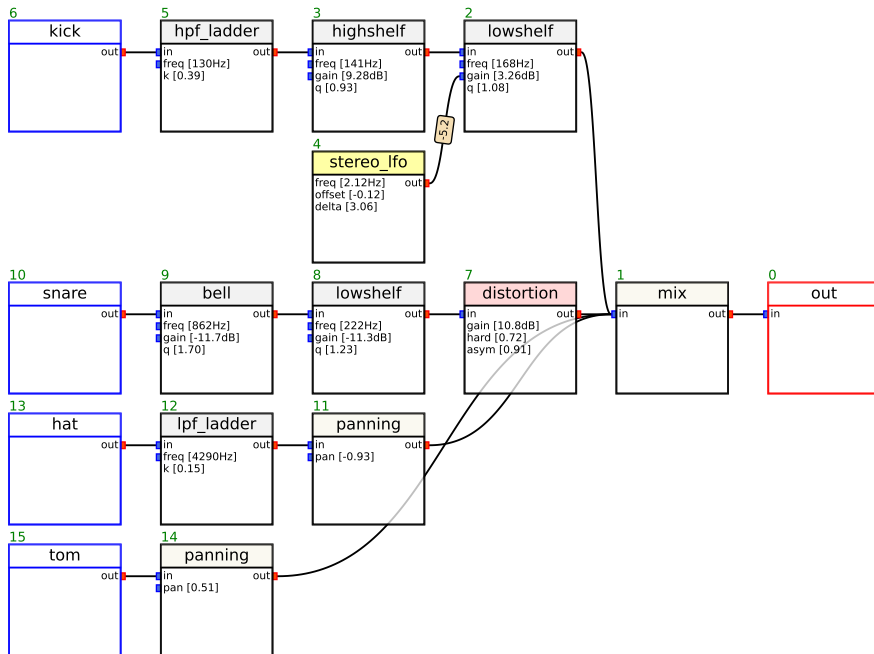 6
kick
out
5
hpf_ladder
in out
freq [130Hz]
k [0.39]
3
highshelf
in out
freq [141Hz]
gain [9.28dB]
q [0.93]
2
lowshelf
in out
freq [168Hz]
gain [3.26dB]
q [1.08]
-5.2
4
stereo_lfo
freq [2.12Hz] out
offset [-0.12]
delta [3.06]
10
snare
out
9
bell
in out
freq [862Hz]
gain [-11.7dB]
q [1.70]
8
lowshelf
in out
freq [222Hz]
gain [-11.3dB]
q [1.23]
7
distortion
in out
gain [10.8dB]
hard [0.72]
asym [0.91]
1
mix
in out
0
out
in
13
hat
out
12
lpf_ladder
in out
freq [4290Hz]
k [0.15]
11
panning
in out
pan [-0.93]
15
tom
out
14
panning
in out
pan [0.51]